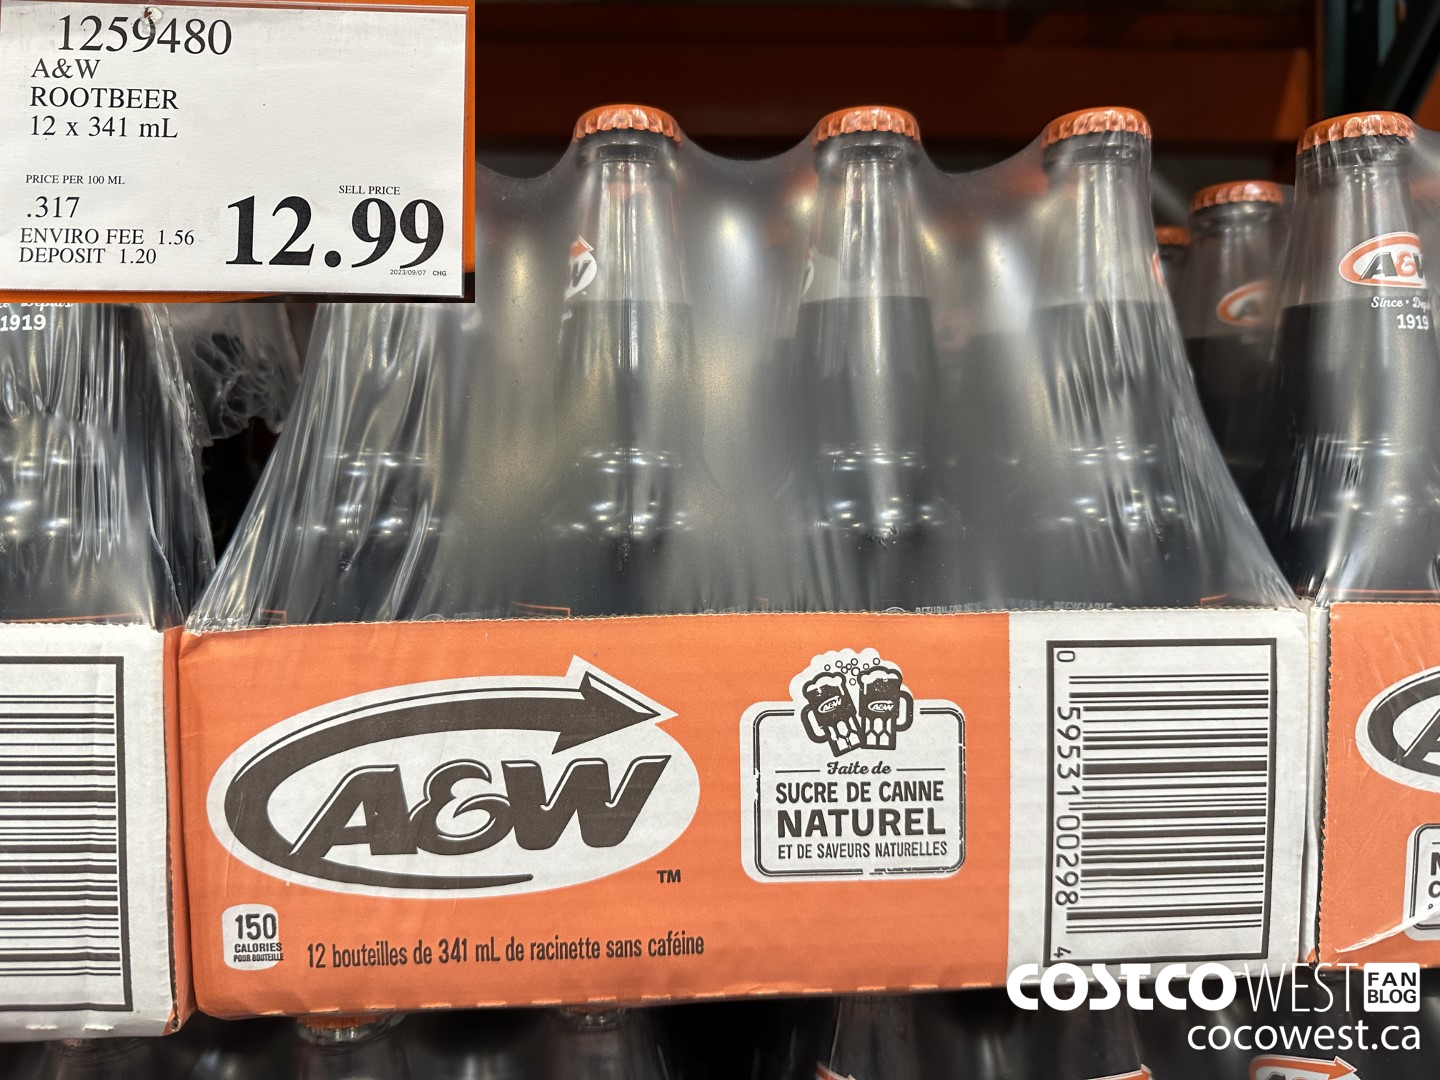 1259480
A&W
ROOTBEER
12 x 341 mL
PRICE PER 100 ML
.317
ENVIRO FEE 1.56
DEPOSIT 1.20
SELL PRICE
12.99
2023/09/07 CHG
1919
A&W
Since • Dep
1919
A&W
TM
150
CALORIES
POUR BOUTEILLE
12 bouteilles de 341 mL de racinette sans caféine
A&W A&W
Faite de
SUCRE DE CANNE
NATUREL
ET DE SAVEURS NATURELLES
0 59531 00298 4
COSTCO WEST FAN BLOG
cocowest.ca